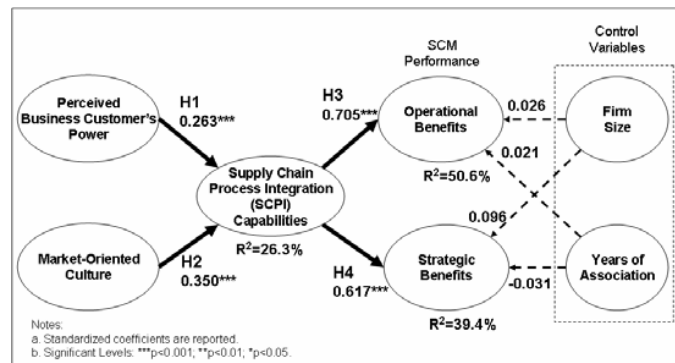 SCM
Performance
Control
Variables
Perceived
Business Customer's
Power
H1
0.263***
H3
0.705***
Operational
Benefits
R²=50.6%
0.026
Firm
Size
0.021
Supply Chain
Process Integration
(SCPI)
Capabilities
R²=26.3%
0.096
Market-Oriented
Culture
H2
0.350***
H4
0.617***
Strategic
Benefits
R²=39.4%
-0.031
Years of
Association
Notes:
a. Standardized coefficients are reported.
b. Significant Levels: ***p<0.001; **p<0.01; *p<0.05.